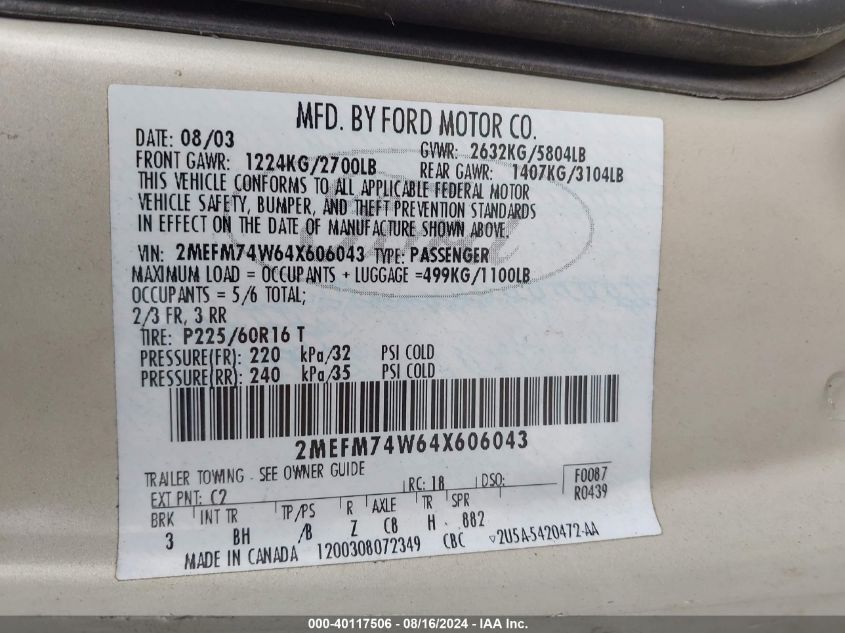 MFD. BY FORD MOTOR CO.
DATE: 08/03 GVWR: 2632KG/5804LB
FRONT GAWR: 1224KG/2700LB REAR GAWR: 1407KG/3104LB
THIS VEHICLE CONFORMS TO ALL APPLICABLE FEDERAL MOTOR
VEHICLE SAFETY, BUMPER, AND THEFT PREVENTION STANDARDS
IN EFFECT ON THE DATE OF MANUFACTURE SHOWN ABOVE.
VIN: 2MEFM74W64X606043 TYPE: PASSENGER
MAXIMUM LOAD = OCCUPANTS + LUGGAGE =499KG/1100LB
OCCUPANTS = 5/6 TOTAL;
2/3 FR, 3 RR
TIRE: P225/60R16 T
PRESSURE(FR): 220 kPa/32 PSI COLD
PRESSURE(RR): 240 kPa/35 PSI COLD
2MEFM74W64X606043
TRAILER TOWING - SEE OWNER GUIDE
EXT PNT: C2 RC: 18 DSO: F0087
R0439
BRK INT TR TP/PS R AXLE TR SPR
3 BH /B Z CB H 882
MADE IN CANADA 1200308072349 CBC 2U5A-5420472-AA
000-40117506 - 08/16/2024 - IAA Inc.